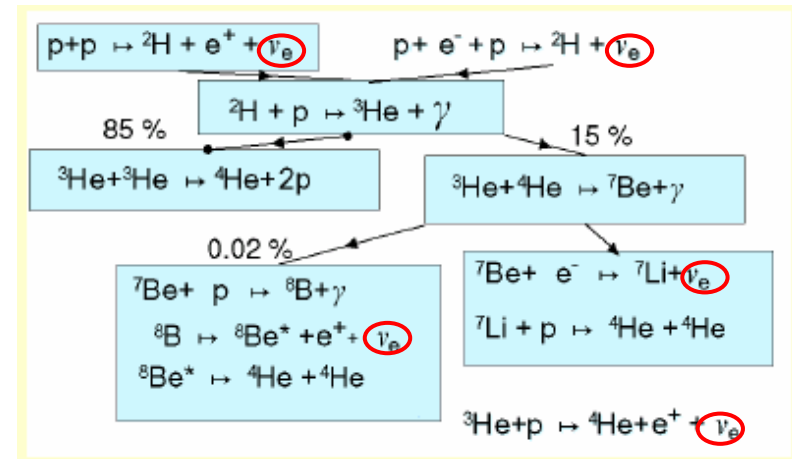 p+p ↦ ²H + e⁺ + νₑ
p+ e⁻ + p ↦ ²H + νₑ
²H + p ↦ ³He + γ
85 %
15 %
³He+³He ↦ ⁴He+2p
³He+⁴He ↦ ⁷Be+γ
0.02 %
⁷Be+ p ↦ ⁸B+γ
⁸B ↦ ⁸Be* +e⁺+ νₑ
⁸Be* ↦ ⁴He +⁴He
⁷Be+ e⁻ ↦ ⁷Li+νₑ
⁷Li + p ↦ ⁴He +⁴He
³He+p ↦ ⁴He+e⁺ + νₑ